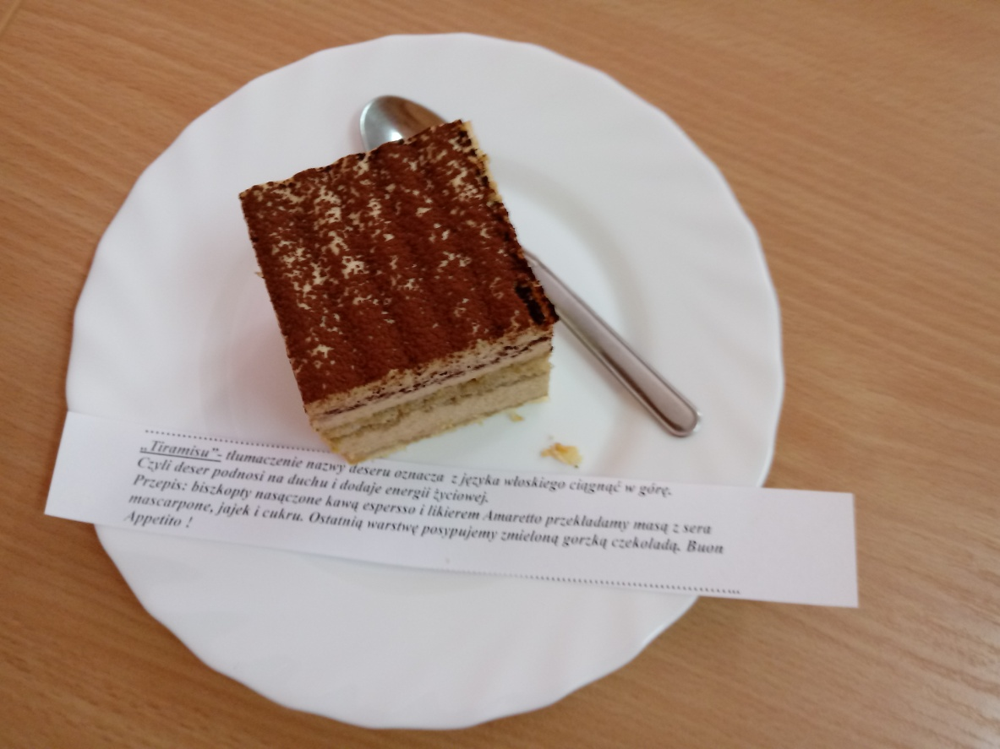 „Tiramisu”- tłumaczenie nazwy deseru oznacza z języka włoskiego ciągnąć w górę.
Czyli deser podnosi na duchu i dodaje energii życiowej.
Przepis: biszkopty nasączone kawą espersso i likierem Amaretto przekładamy masą z sera
mascarpone, jajek i cukru. Ostatnią warstwę posypujemy zmieloną gorzką czekoladą. Buon
Appetito !